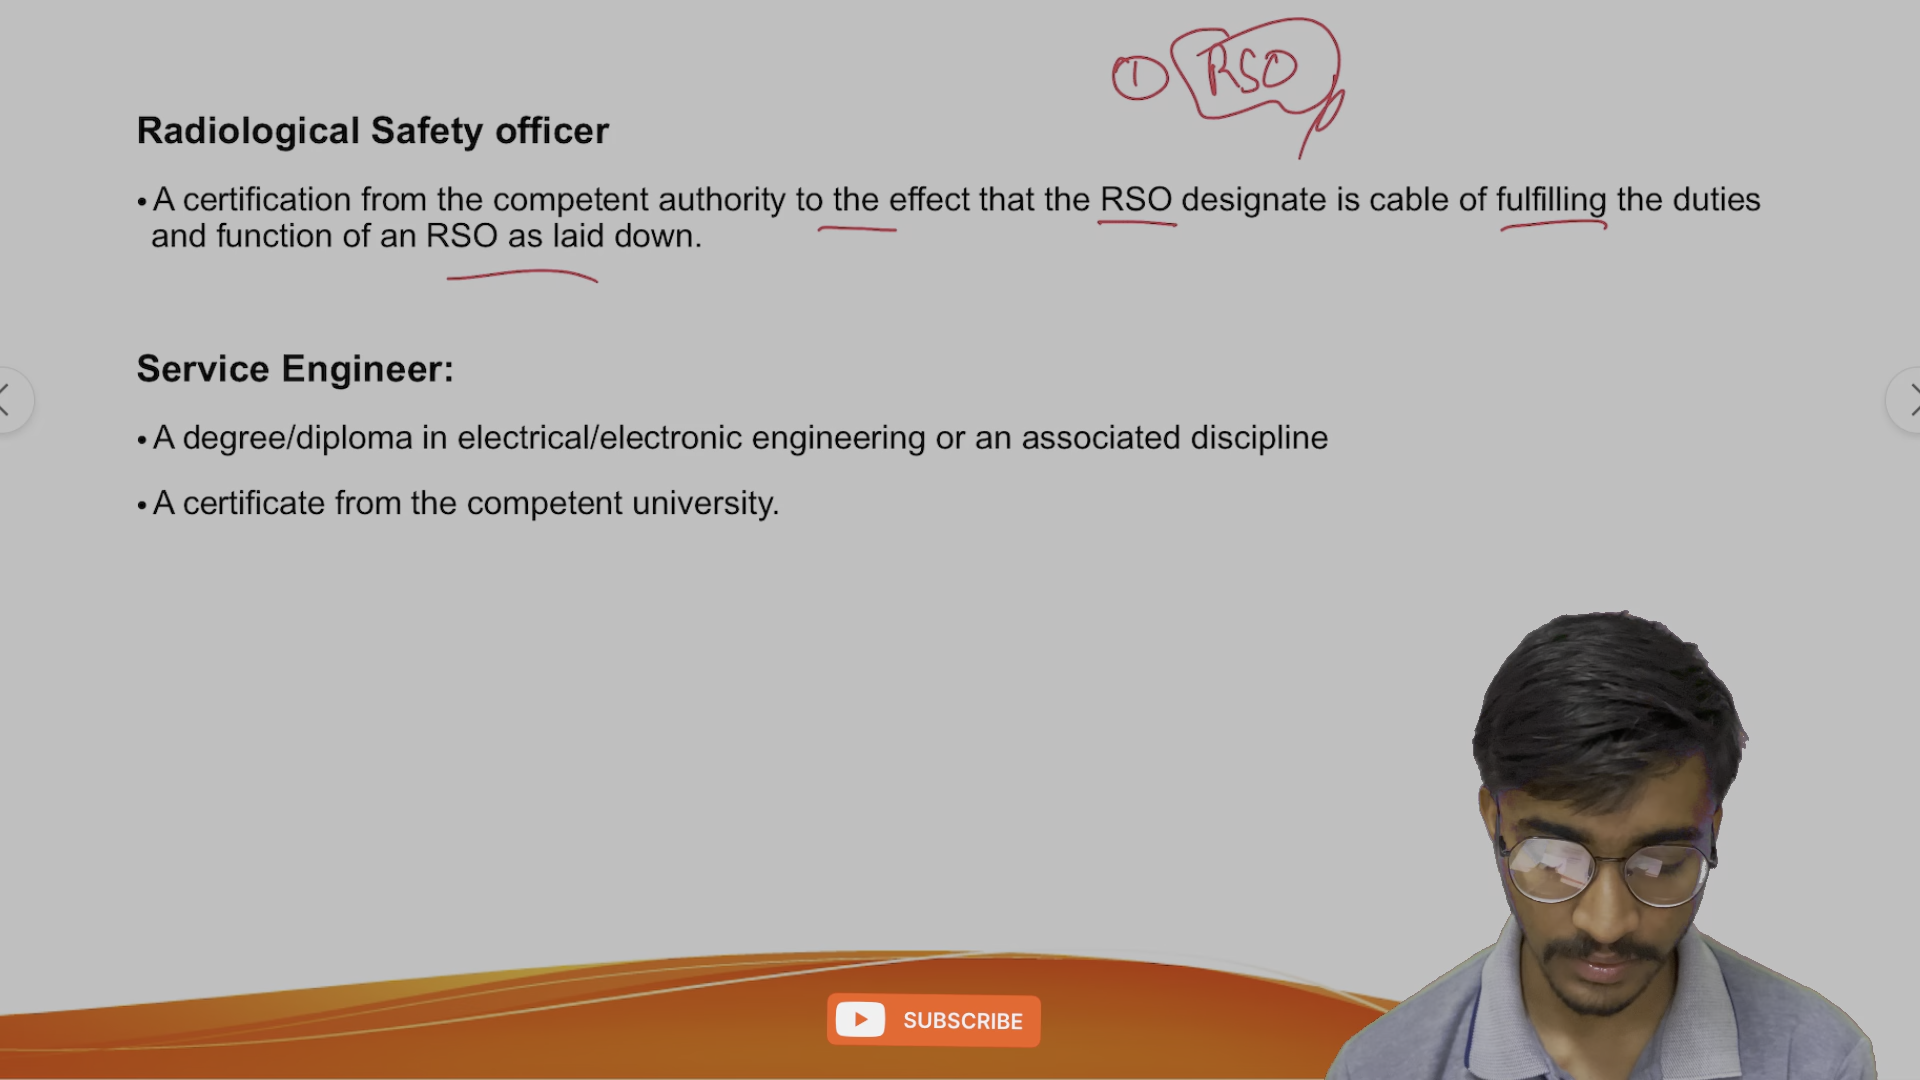 ① RSO
Radiological Safety officer
• A certification from the competent authority to the effect that the RSO designate is cable of fulfilling the duties
and function of an RSO as laid down.
Service Engineer:
• A degree/diploma in electrical/electronic engineering or an associated discipline
• A certificate from the competent university.
SUBSCRIBE